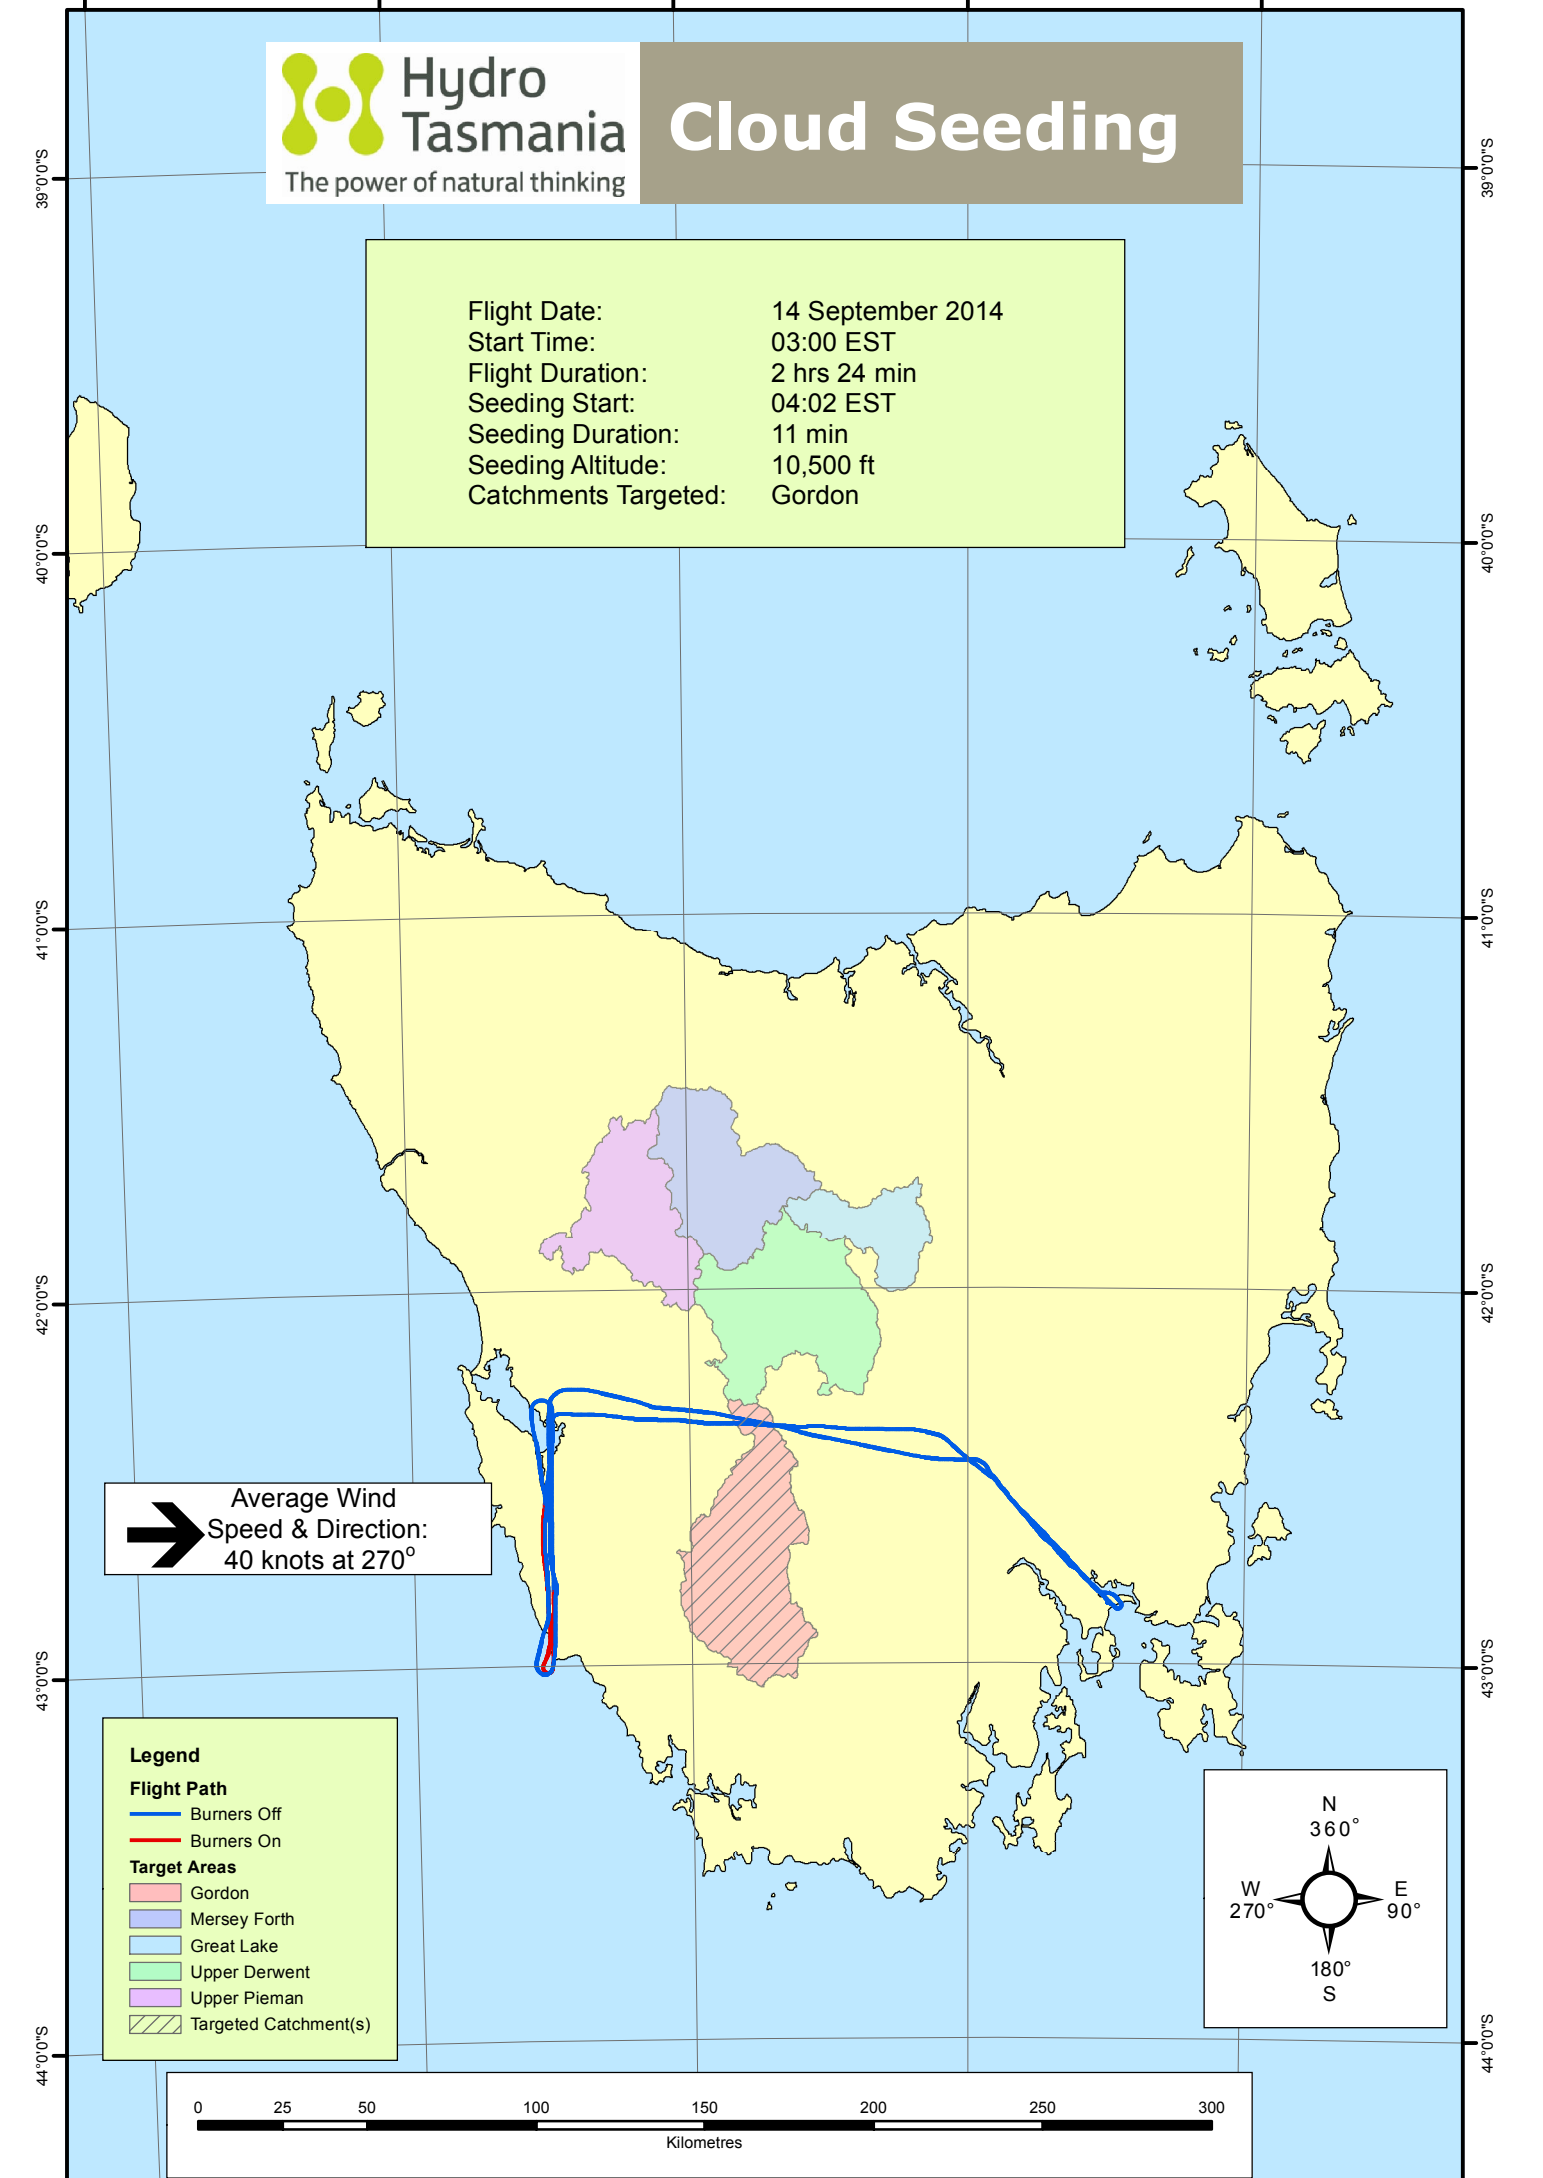 Hydro
Tasmania
The power of natural thinking
Cloud Seeding
39°0'0"S
39°0'0"S
Flight Date: 14 September 2014
Start Time: 03:00 EST
Flight Duration: 2 hrs 24 min
Seeding Start: 04:02 EST
Seeding Duration: 11 min
Seeding Altitude: 10,500 ft
Catchments Targeted: Gordon
40°0'0"S
40°0'0"S
41°0'0"S
41°0'0"S
42°0'0"S
42°0'0"S
Average Wind
Speed & Direction:
40 knots at 270°
43°0'0"S
43°0'0"S
Legend
Flight Path
Burners Off
Burners On
Target Areas
Gordon
Mersey Forth
Great Lake
Upper Derwent
Upper Pieman
Targeted Catchment(s)
N
360°
W
270°
E
90°
180°
S
44°0'0"S
44°0'0"S
0 25 50 100 150 200 250 300
Kilometres